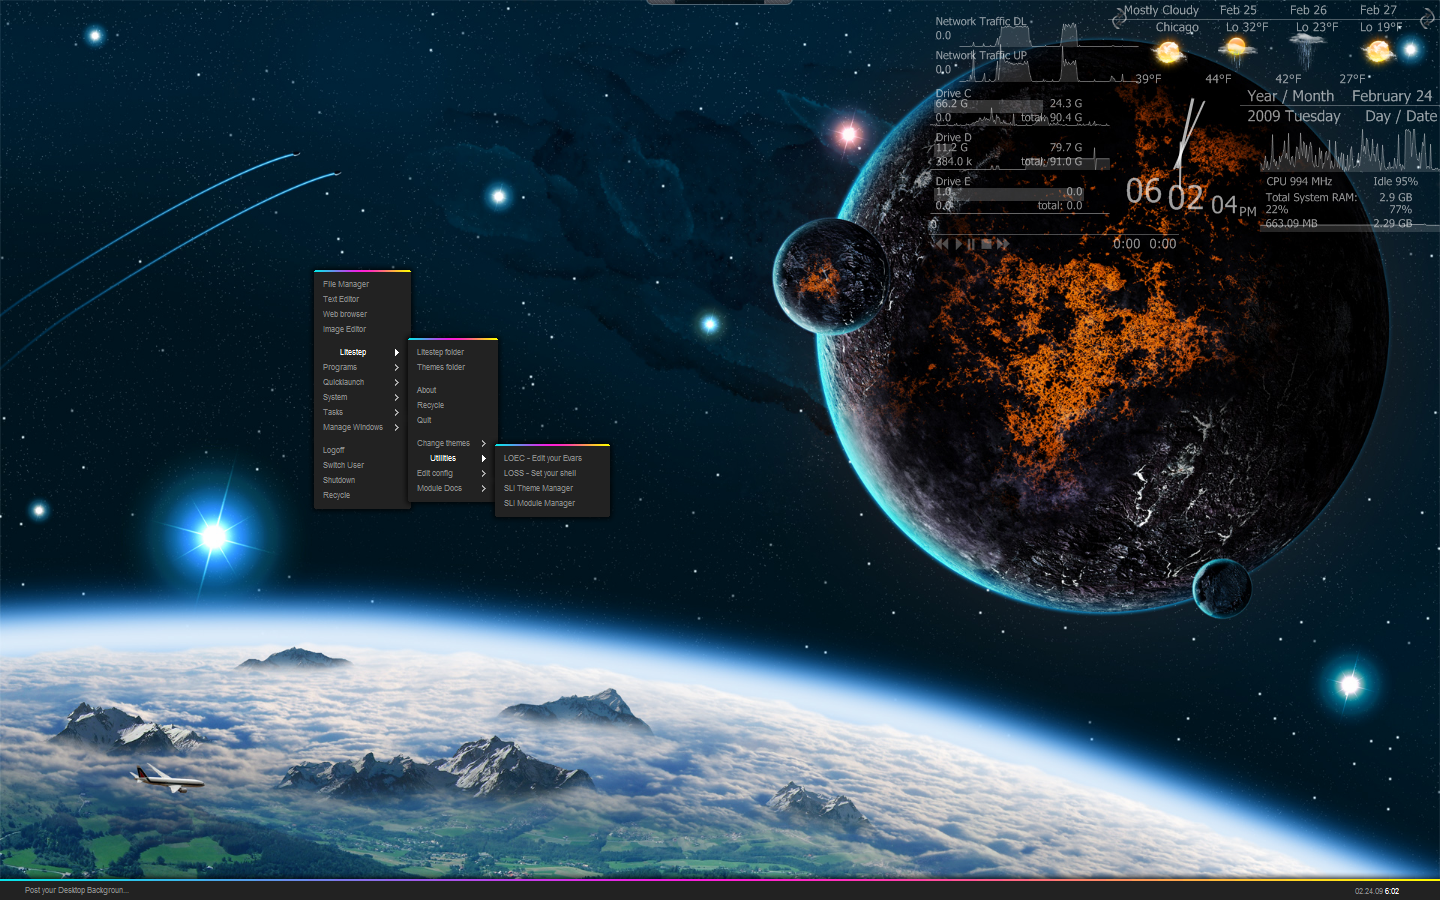 Mostly Cloudy Feb 25 Feb 26 Feb 27
Chicago Lo 32°F Lo 23°F Lo 19°F
39°F 44°F 42°F 27°F
Network Traffic DL
0.0
Network Traffic UP
0.0
Drive C
66.2 G 24.3 G
0.0 total: 90.4 G
Drive D
11.2 G 79.7 G
384.0 k total: 91.0 G
Drive E
1.0 0.0
0.0 total: 0.0
0
0:00 0:00
Year / Month February 24
2009 Tuesday Day / Date
06 02 04 PM
CPU 994 MHz Idle 95%
Total System RAM: 2.9 GB
22% 77%
663.09 MB 2.29 GB
File Manager
Text Editor
Web browser
Image Editor
Litestep
Programs
Quicklaunch
System
Tasks
Manage Windows
Logoff
Switch User
Shutdown
Recycle
Litestep folder
Themes folder
About
Recycle
Quit
Change themes
Utilities
Edit config
Module Docs
LOEC - Edit your Evars
LOSS - Set your shell
SLI Theme Manager
SLI Module Manager
Post your Desktop Backgroun...
02.24.09 6:02